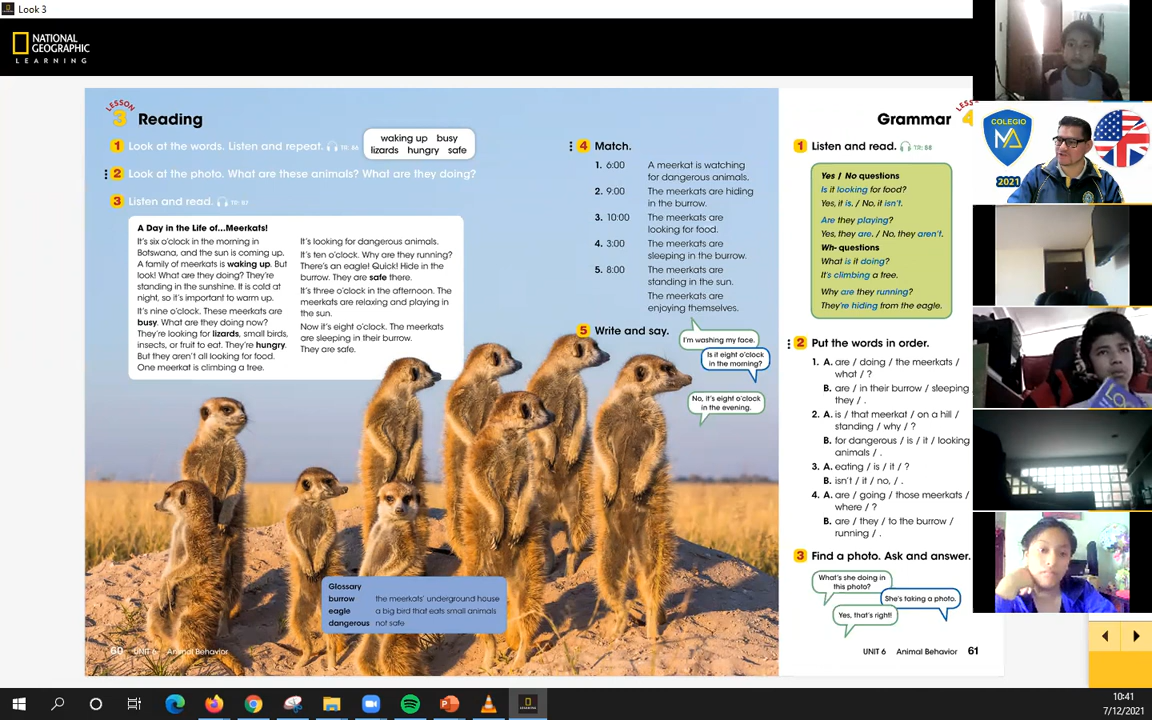 Look 3
NATIONAL
GEOGRAPHIC
LEARNING
LESSON
3 Reading
1 Look at the words. Listen and repeat. TR: 66
waking up busy
lizards hungry safe
2 Look at the photo. What are these animals? What are they doing?
3 Listen and read. TR: 67
A Day in the Life of...Meerkats!
It's six o'clock in the morning in
Botswana, and the sun is coming up.
A family of meerkats is waking up. But
look! What are they doing? They're
standing in the sunshine. It is cold at
night, so it's important to warm up.
It's nine o'clock. These meerkats are
busy. What are they doing now?
They're looking for lizards, small birds,
insects, or fruit to eat. They're hungry.
But they aren't all looking for food.
One meerkat is climbing a tree.
It's looking for dangerous animals.
It's ten o'clock. Why are they running?
There's an eagle! Quick! Hide in the
burrow. They are safe there.
It's three o'clock in the afternoon. The
meerkats are relaxing and playing in
the sun.
Now it's eight o'clock. The meerkats
are sleeping in their burrow.
They are safe.
Glossary
burrow the meerkats' underground house
eagle a big bird that eats small animals
dangerous not safe
60 UNIT 6 Animal Behavior
4 Match.
1. 6:00 A meerkat is watching
for dangerous animals.
2. 9:00 The meerkats are hiding
in the burrow.
3. 10:00 The meerkats are
looking for food.
4. 3:00 The meerkats are
sleeping in the burrow.
5. 8:00 The meerkats are
standing in the sun.
The meerkats are
enjoying themselves.
5 Write and say.
I'm washing my face.
Is it eight o'clock
in the morning?
No, it's eight o'clock
in the evening.
LESS
Grammar 4
1 Listen and read. TR: 68
Yes / No questions
Is it looking for food?
Yes, it is. / No, it isn't.
Are they playing?
Yes, they are. / No, they aren't.
Wh- questions
What is it doing?
It's climbing a tree.
Why are they running?
They're hiding from the eagle.
2 Put the words in order.
1. A. are / doing / the meerkats /
what / ?
B. are / in their burrow / sleeping
they / .
2. A. is / that meerkat / on a hill /
standing / why / ?
B. for dangerous / is / it / looking
animals / .
3. A. eating / is / it / ?
B. isn't / it / no, / .
4. A. are / going / those meerkats /
where / ?
B. are / they / to the burrow /
running / .
3 Find a photo. Ask and answer.
What's she doing in
this photo?
She's taking a photo.
Yes, that's right!
UNIT 6 Animal Behavior 61
COLEGIO
2021
10:41
7/12/2021